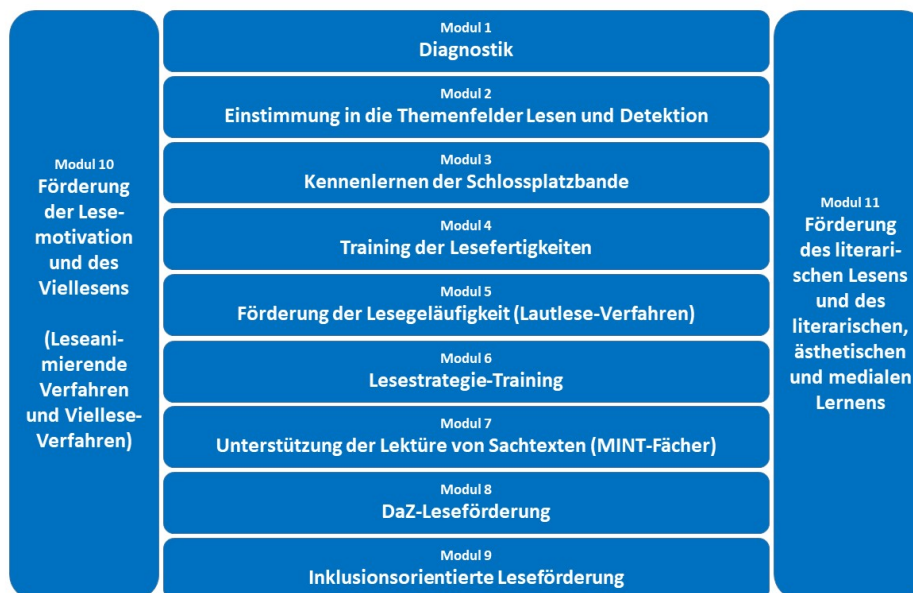 Modul 1
Diagnostik
Modul 2
Einstimmung in die Themenfelder Lesen und Detektion
Modul 3
Kennenlernen der Schlossplatzbande
Modul 4
Training der Lesefertigkeiten
Modul 5
Förderung der Lesegeläufigkeit (Lautlese-Verfahren)
Modul 6
Lesestrategie-Training
Modul 7
Unterstützung der Lektüre von Sachtexten (MINT-Fächer)
Modul 8
DaZ-Leseförderung
Modul 9
Inklusionsorientierte Leseförderung
Modul 10
Förderung
der Lese-
motivation
und des
Viellesens
(Leseani-
mierende
Verfahren
und Viellese-
Verfahren)
Modul 11
Förderung
des literari-
schen Lesens
und des
literarischen,
ästhetischen
und medialen
Lernens